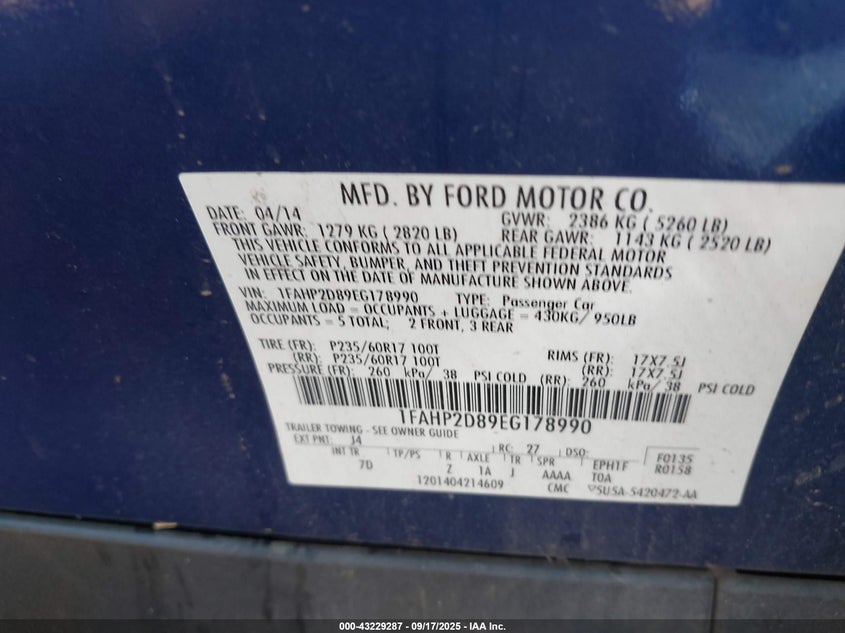 MFD. BY FORD MOTOR CO.
DATE: 04/14 GVWR: 2386 KG ( 5260 LB)
FRONT GAWR: 1279 KG ( 2820 LB) REAR GAWR: 1143 KG ( 2520 LB)
THIS VEHICLE CONFORMS TO ALL APPLICABLE FEDERAL MOTOR
VEHICLE SAFETY, BUMPER, AND THEFT PREVENTION STANDARDS
IN EFFECT ON THE DATE OF MANUFACTURE SHOWN ABOVE.
VIN: 1FAHP2D89EG178990 TYPE: Passenger Car
MAXIMUM LOAD = OCCUPANTS + LUGGAGE = 430KG/ 950LB
OCCUPANTS = 5 TOTAL; 2 FRONT, 3 REAR
TIRE (FR): P235/60R17 100T RIMS (FR): 17X7.5J
(RR): P235/60R17 100T (RR): 17X7.5J
PRESSURE (FR): 260 kPa/ 38 PSI COLD (RR): 260 kPa/ 38 PSI COLD
1FAHP2D89EG178990
TRAILER TOWING - SEE OWNER GUIDE
EXT PNT: J4 RC: 27 DSO: F0135
INT TR TP/PS R AXLE TR SPR EPH1F R0158
7D Z 1A J AAAA T0A
1201404214609 CMC ▽SU5A-5420472-AA
000-43229287 - 09/17/2025 - IAA Inc.